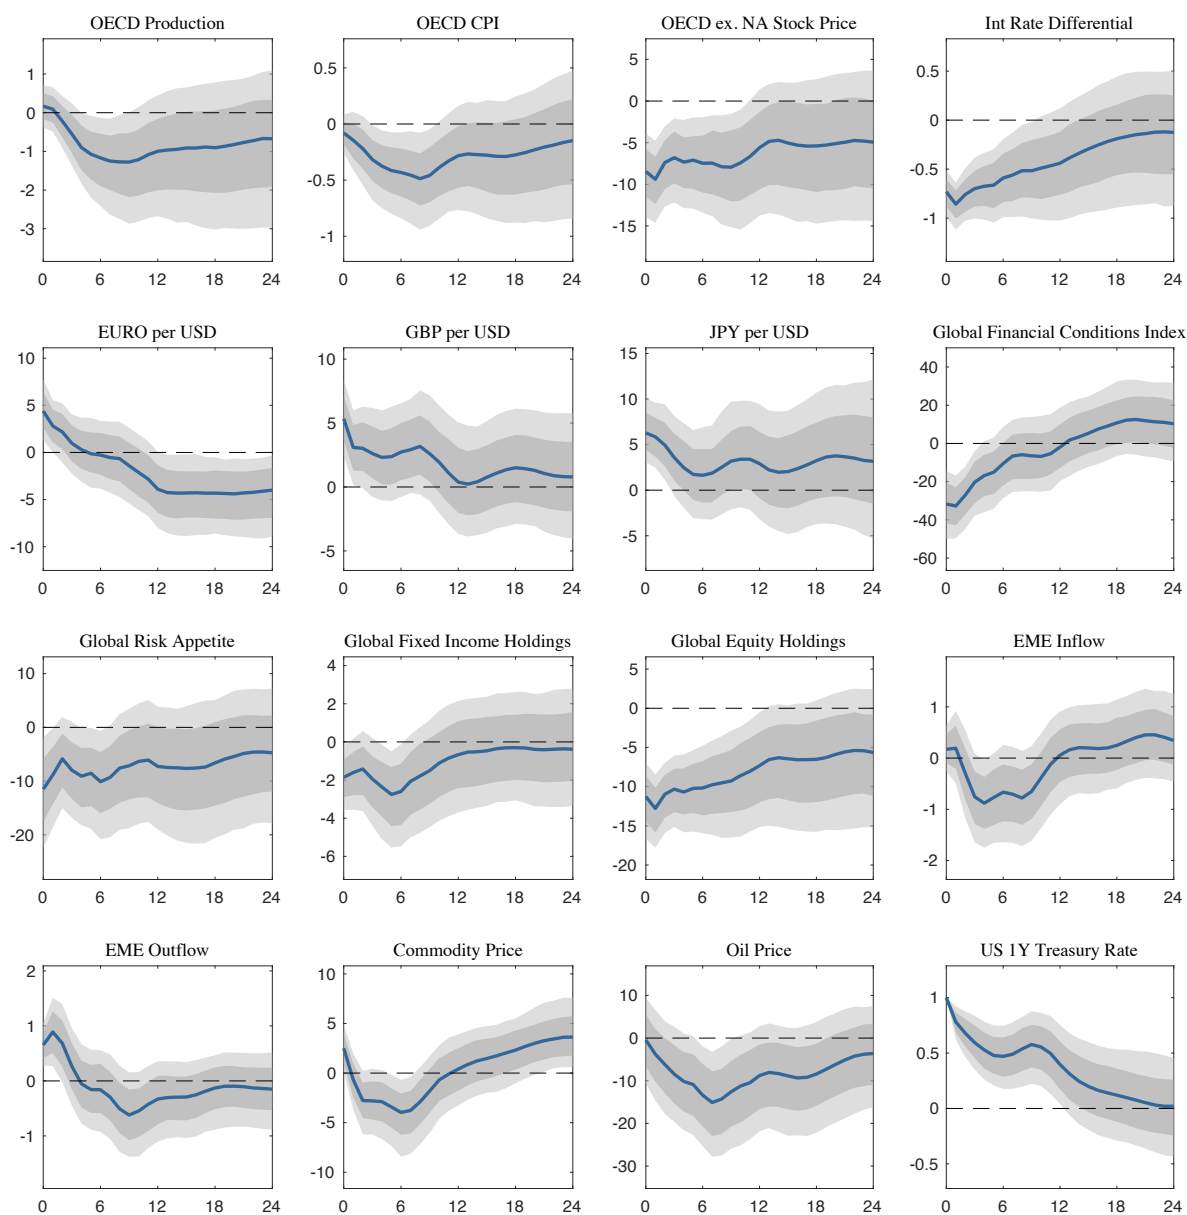 OECD Production
1
0
-1
-2
-3
0 6 12 18 24
OECD CPI
0.5
0
-0.5
-1
0 6 12 18 24
OECD ex. NA Stock Price
5
0
-5
-10
-15
0 6 12 18 24
Int Rate Differential
0.5
0
-1
0 6 12 18 24
EURO per USD
10
5
0
-5
-10
0 6 12 18 24
GBP per USD
10
5
0
-5
0 6 12 18 24
JPY per USD
15
10
5
0
-5
0 6 12 18 24
Global Financial Conditions Index
40
20
0
-20
-40
-60
0 6 12 18 24
Global Risk Appetite
10
0
-10
-20
0 6 12 18 24
Global Fixed Income Holdings
4
2
0
-2
-4
-6
0 6 12 18 24
Global Equity Holdings
5
0
-5
-10
-15
-20
0 6 12 18 24
EME Inflow
1
0
-1
-2
0 6 12 18 24
EME Outflow
2
1
0
-1
0 6 12 18 24
Commodity Price
10
5
0
-10
0 6 12 18 24
Oil Price
10
0
-10
-20
-30
0 6 12 18 24
US 1Y Treasury Rate
1
0.5
0
-0.5
0 6 12 18 24